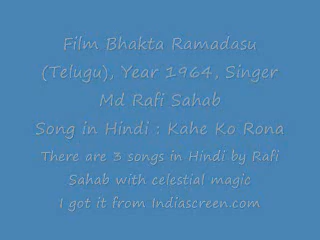 Film Bhakta Ramadasu
(Telugu), Year 1964, Singer
Md Rafi Sahab
Song in Hindi : Kahe Ko Rona
There are 3 songs in Hindi by Rafi
Sahab with celestial magic
I got it from Indiascreen.com